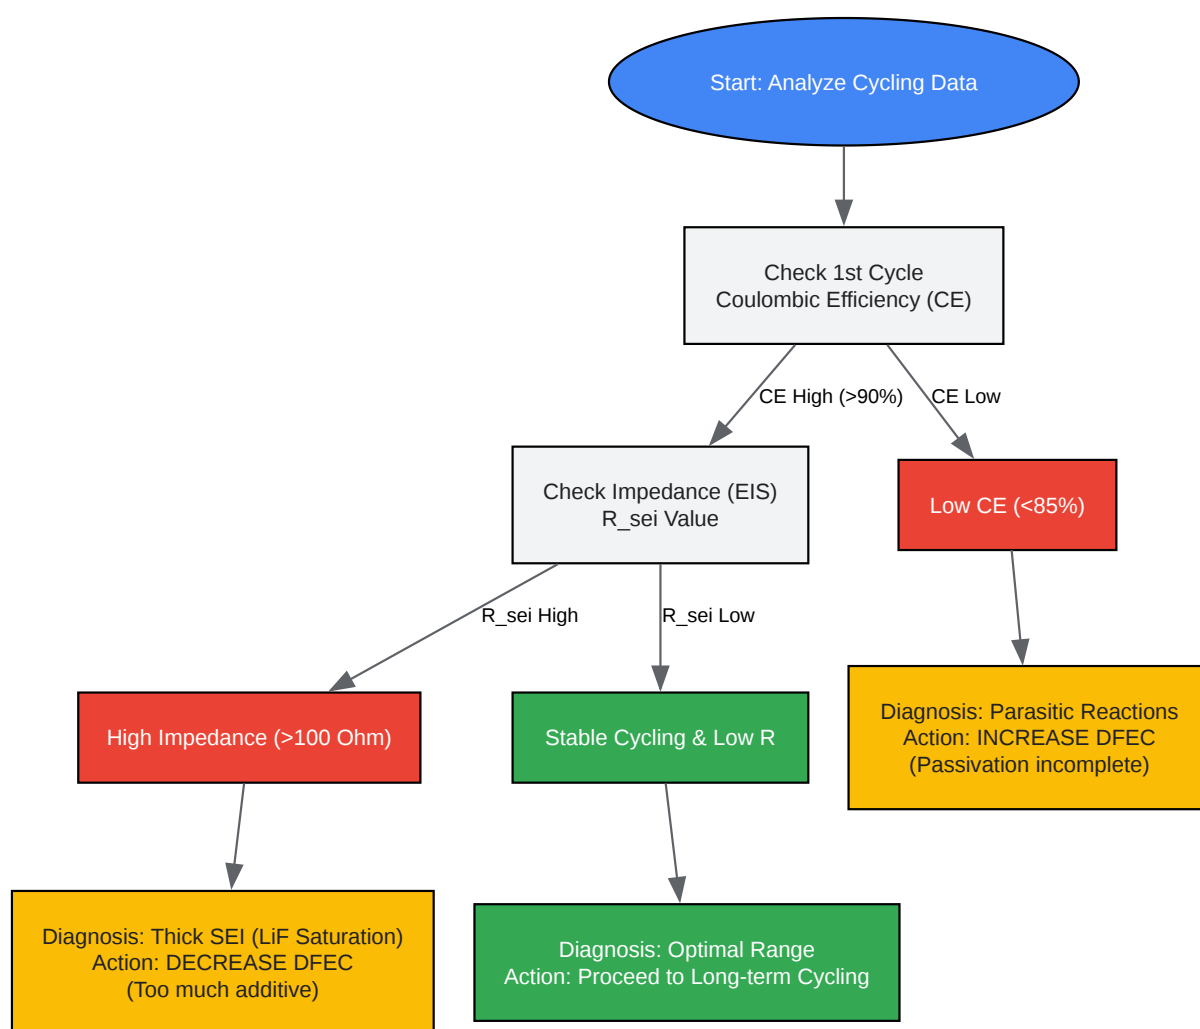 Start: Analyze Cycling Data
Check 1st Cycle
Coulombic Efficiency (CE)
CE High (>90%)
CE Low
Check Impedance (EIS)
R_sei Value
Low CE (<85%)
R_sei High
R_sei Low
High Impedance (>100 Ohm)
Stable Cycling & Low R
Diagnosis: Parasitic Reactions
Action: INCREASE DFEC
(Passivation incomplete)
Diagnosis: Thick SEI (LiF Saturation)
Action: DECREASE DFEC
(Too much additive)
Diagnosis: Optimal Range
Action: Proceed to Long-term Cycling